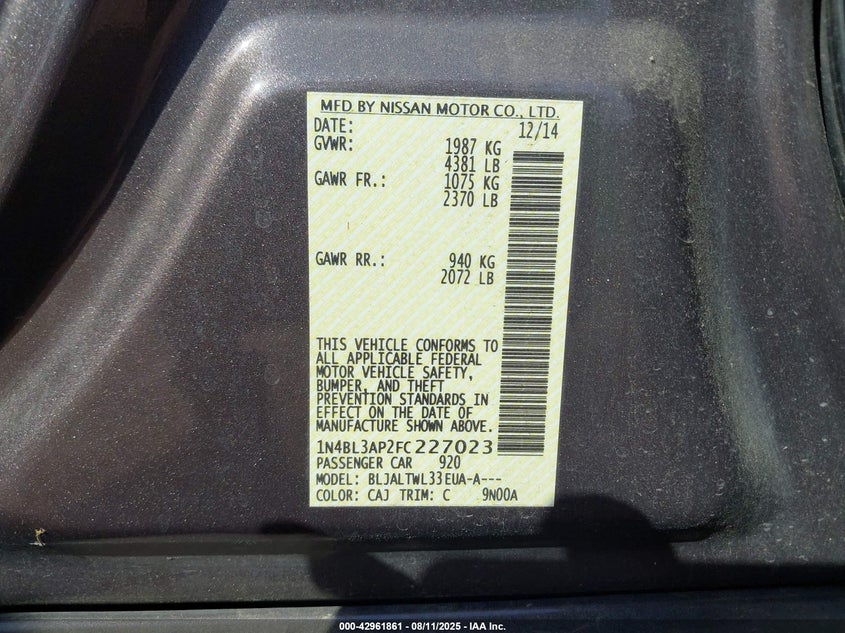 MFD BY NISSAN MOTOR CO., LTD.
DATE: 12/14
GVWR: 1987 KG
4381 LB
GAWR FR.: 1075 KG
2370 LB
GAWR RR.: 940 KG
2072 LB
THIS VEHICLE CONFORMS TO
ALL APPLICABLE FEDERAL
MOTOR VEHICLE SAFETY,
BUMPER, AND THEFT
PREVENTION STANDARDS IN
EFFECT ON THE DATE OF
MANUFACTURE SHOWN ABOVE.
1N4BL3AP2FC227023
PASSENGER CAR 920
MODEL: BLJALTWL33EUA-A---
COLOR: CAJ TRIM: C 9N00A
000-42961861 - 08/11/2025 - IAA Inc.